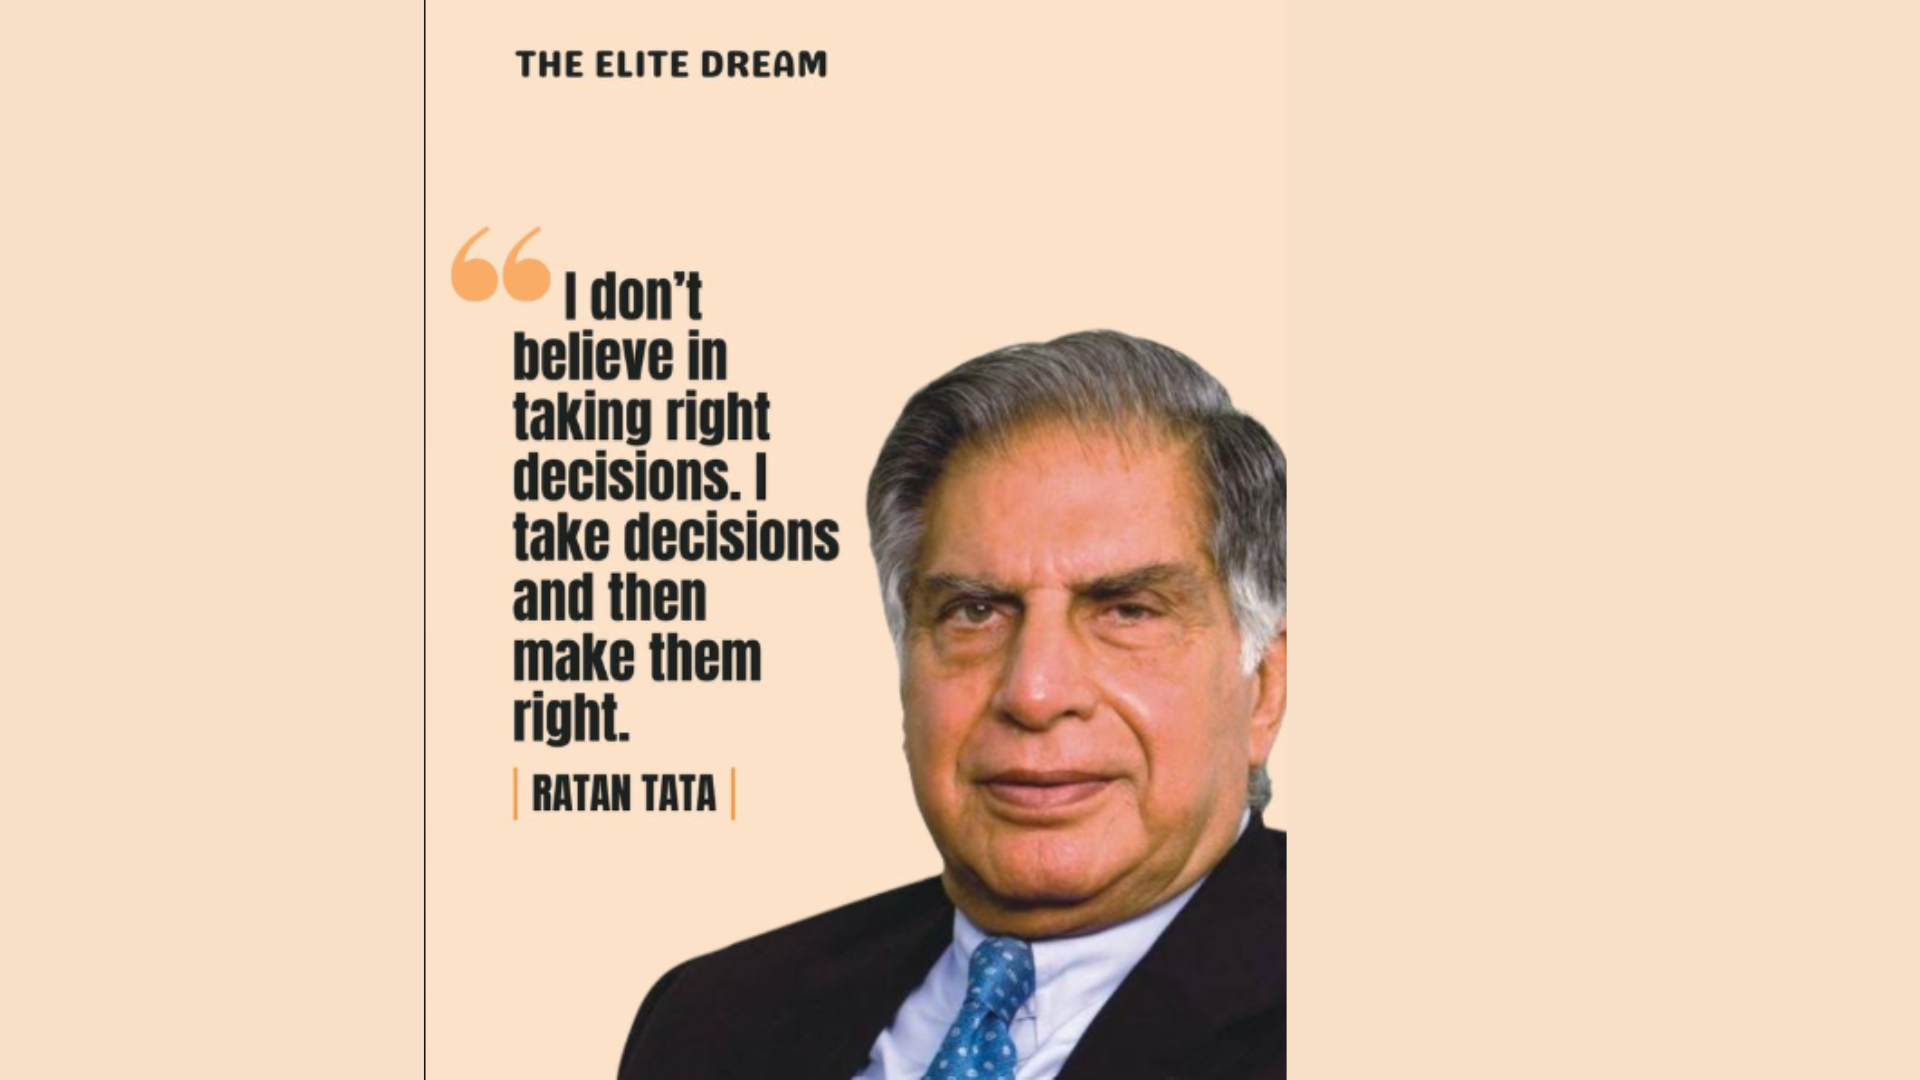 THE ELITE DREAM
“ I don’t
believe in
taking right
decisions. I
take decisions
and then
make them
right.
| RATAN TATA |